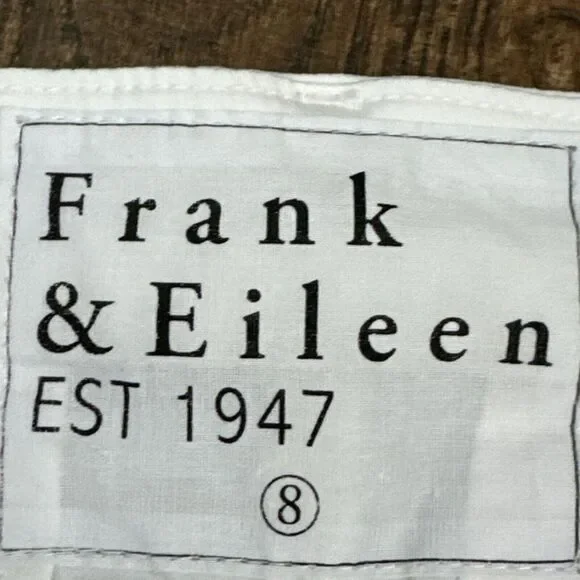 Frank
& Eileen
EST 1947
8